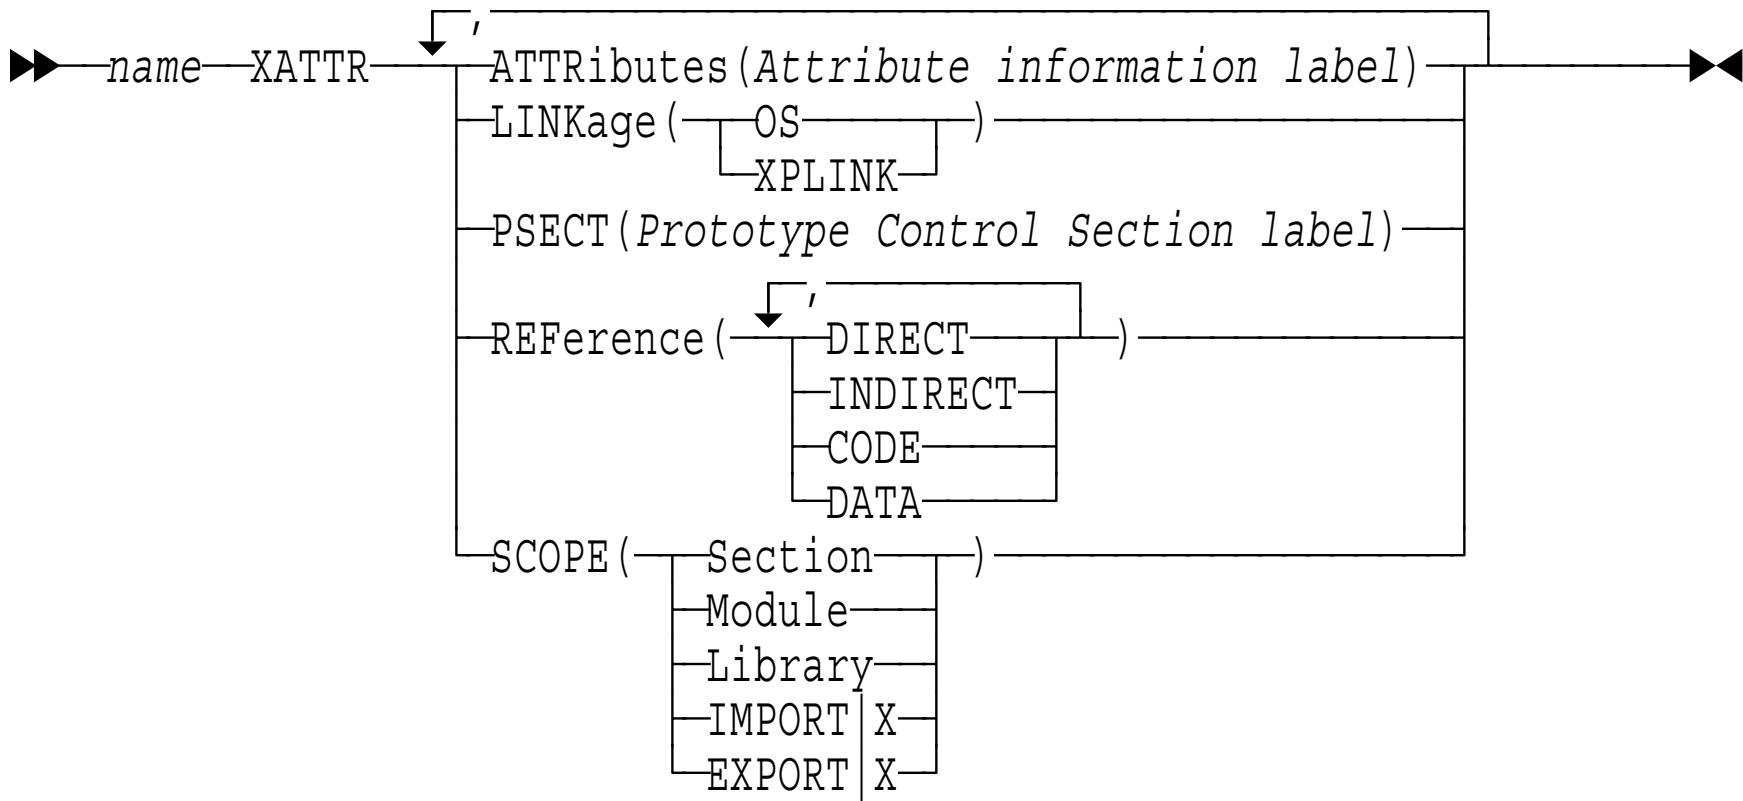 ,
name XATTR ATTRibutes(Attribute information label)
LINKage( OS )
XPLINK
PSECT(Prototype Control Section label)
,
REFerence( DIRECT )
INDIRECT
CODE
DATA
SCOPE( Section )
Module
Library
IMPORT|X
EXPORT|X